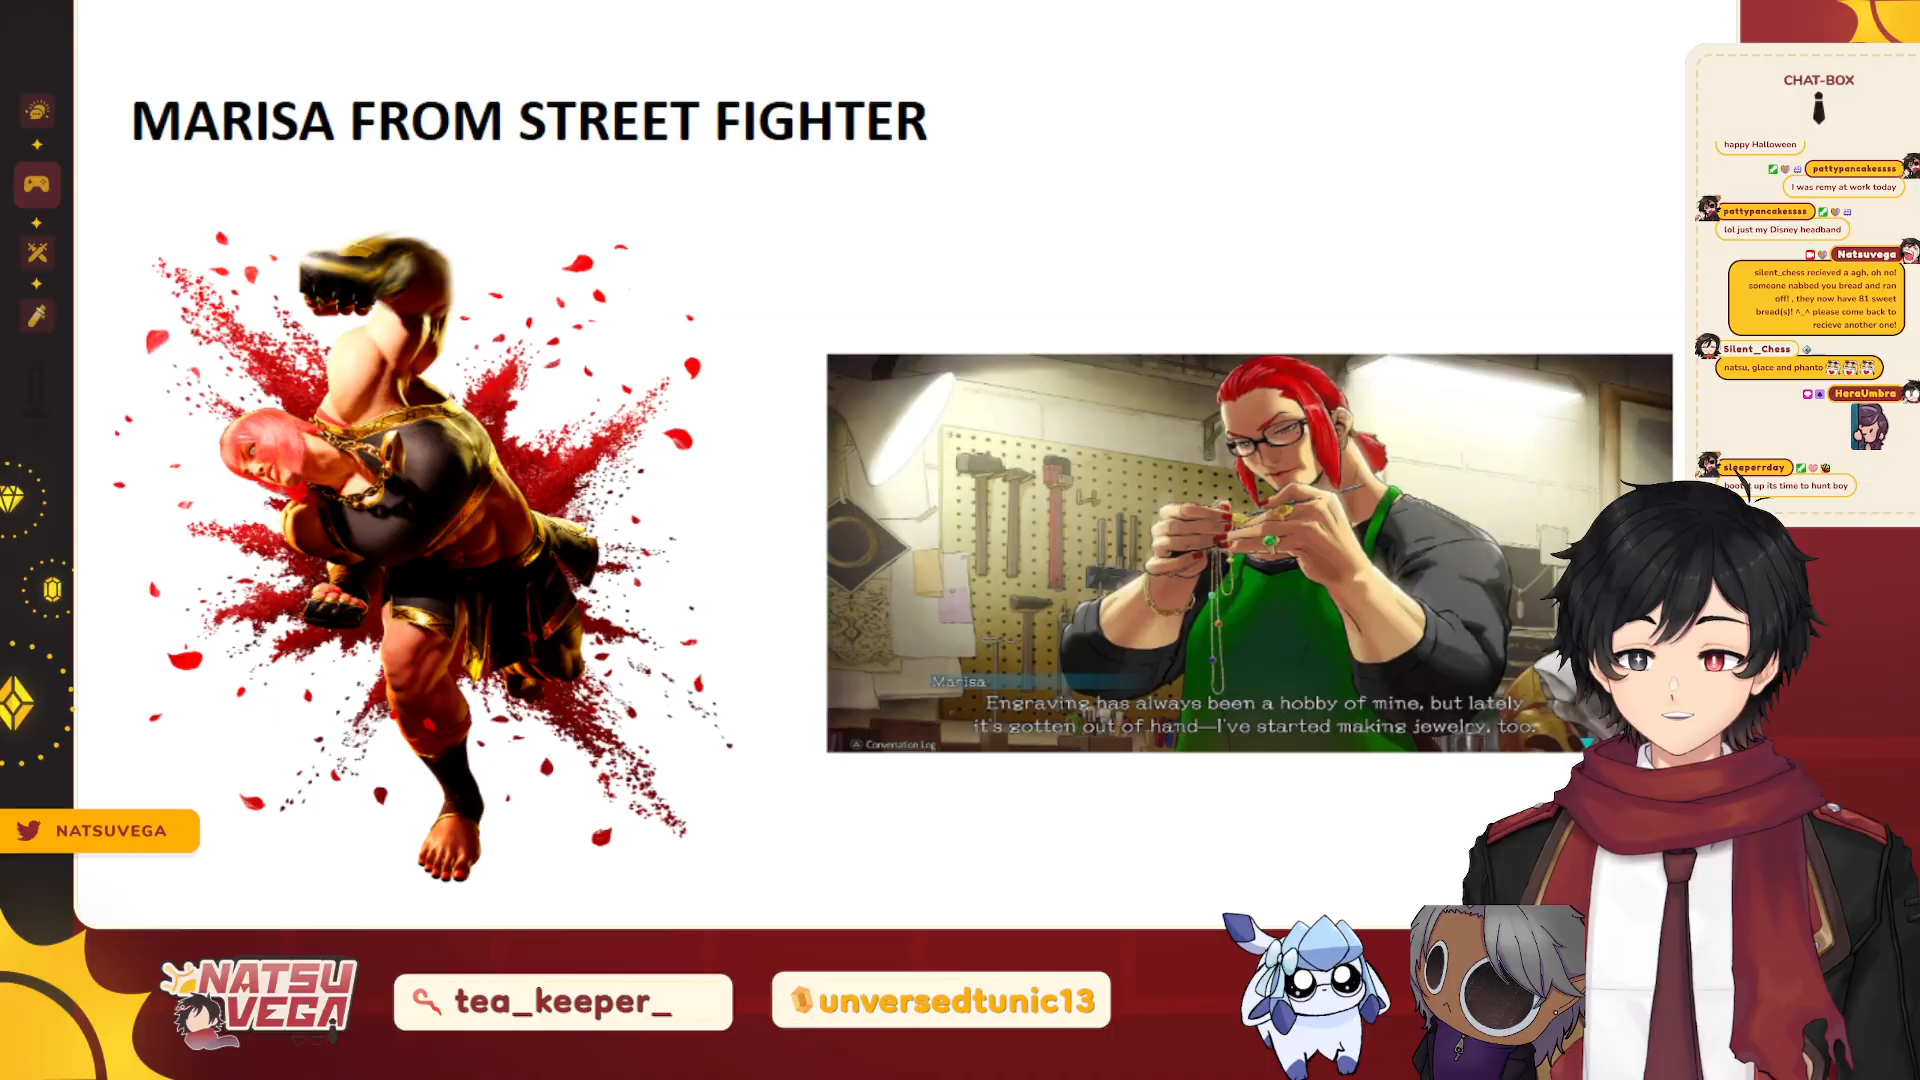 MARISA FROM STREET FIGHTER
Marisa
Engraving has always been a hobby of mine, but lately
it's gotten out of hand—I've started making jewelry, too.
Conversation Log
CHAT-BOX
happy Halloween
pattypancakessss
I was remy at work today
pattypancakessss
lol just my Disney headband
Natsuvega
silent_chess recieved a agh, oh no!
someone nabbed you bread and ran
off! , they now have 81 sweet
bread(s)! ^_^ please come back to
recieve another one!
Silent_Chess
natsu, glace and phanto
HeraUmbra
sleeperrday
up its time to hunt boy
NATSUVEGA
NATSU
VEGA
tea_keeper_
unversedtunic13